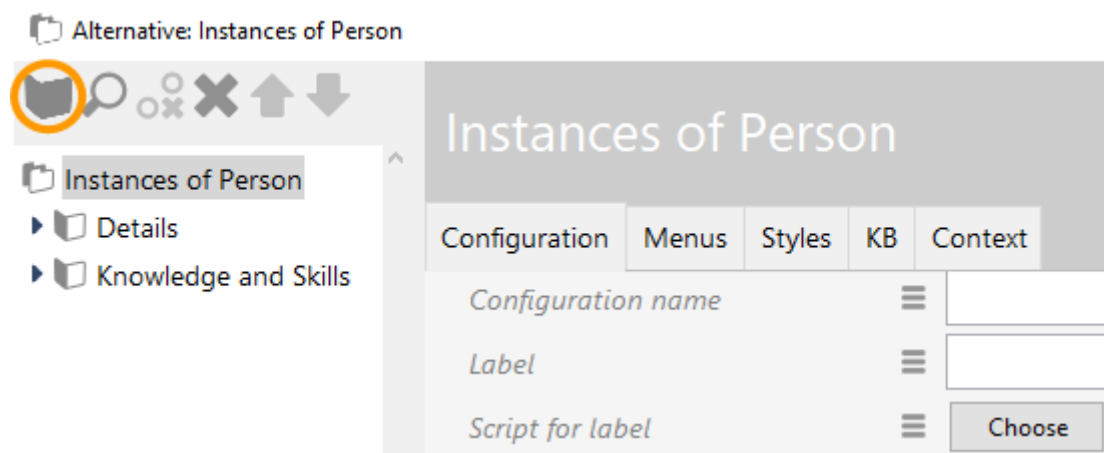 Alternative: Instances of Person
Instances of Person
Instances of Person
Details
Knowledge and Skills
Configuration Menus Styles KB Context
Configuration name
Label
Script for label Choose